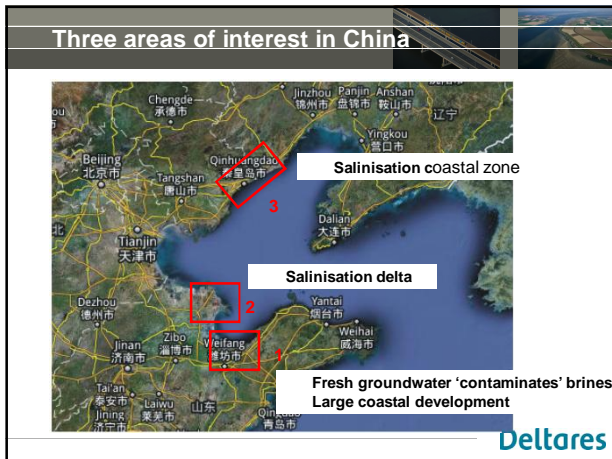 Three areas of interest in China
Chengde
承德市
Jinzhou
锦州市
Panjin
盘锦市
Anshan
鞍山市
辽宁
Yingkou
营口市
Beijing
北京市
Qinhuangdao
秦皇岛市
Salinisation coastal zone
Tangshan
唐山市
3
Dalian
大连市
北
Tianjin
天津市
Salinisation delta
Dezhou
德州市
2
Yantai
烟台市
Weihai
威海市
Zibo
淄博市
Weifang
潍坊市
Jinan
济南市
1
Tai'an
泰安市
Laiwu
莱芜市
山东
Fresh groundwater ‘contaminates’ brines
Large coastal development
Jining
济宁市
青岛市
Deltares